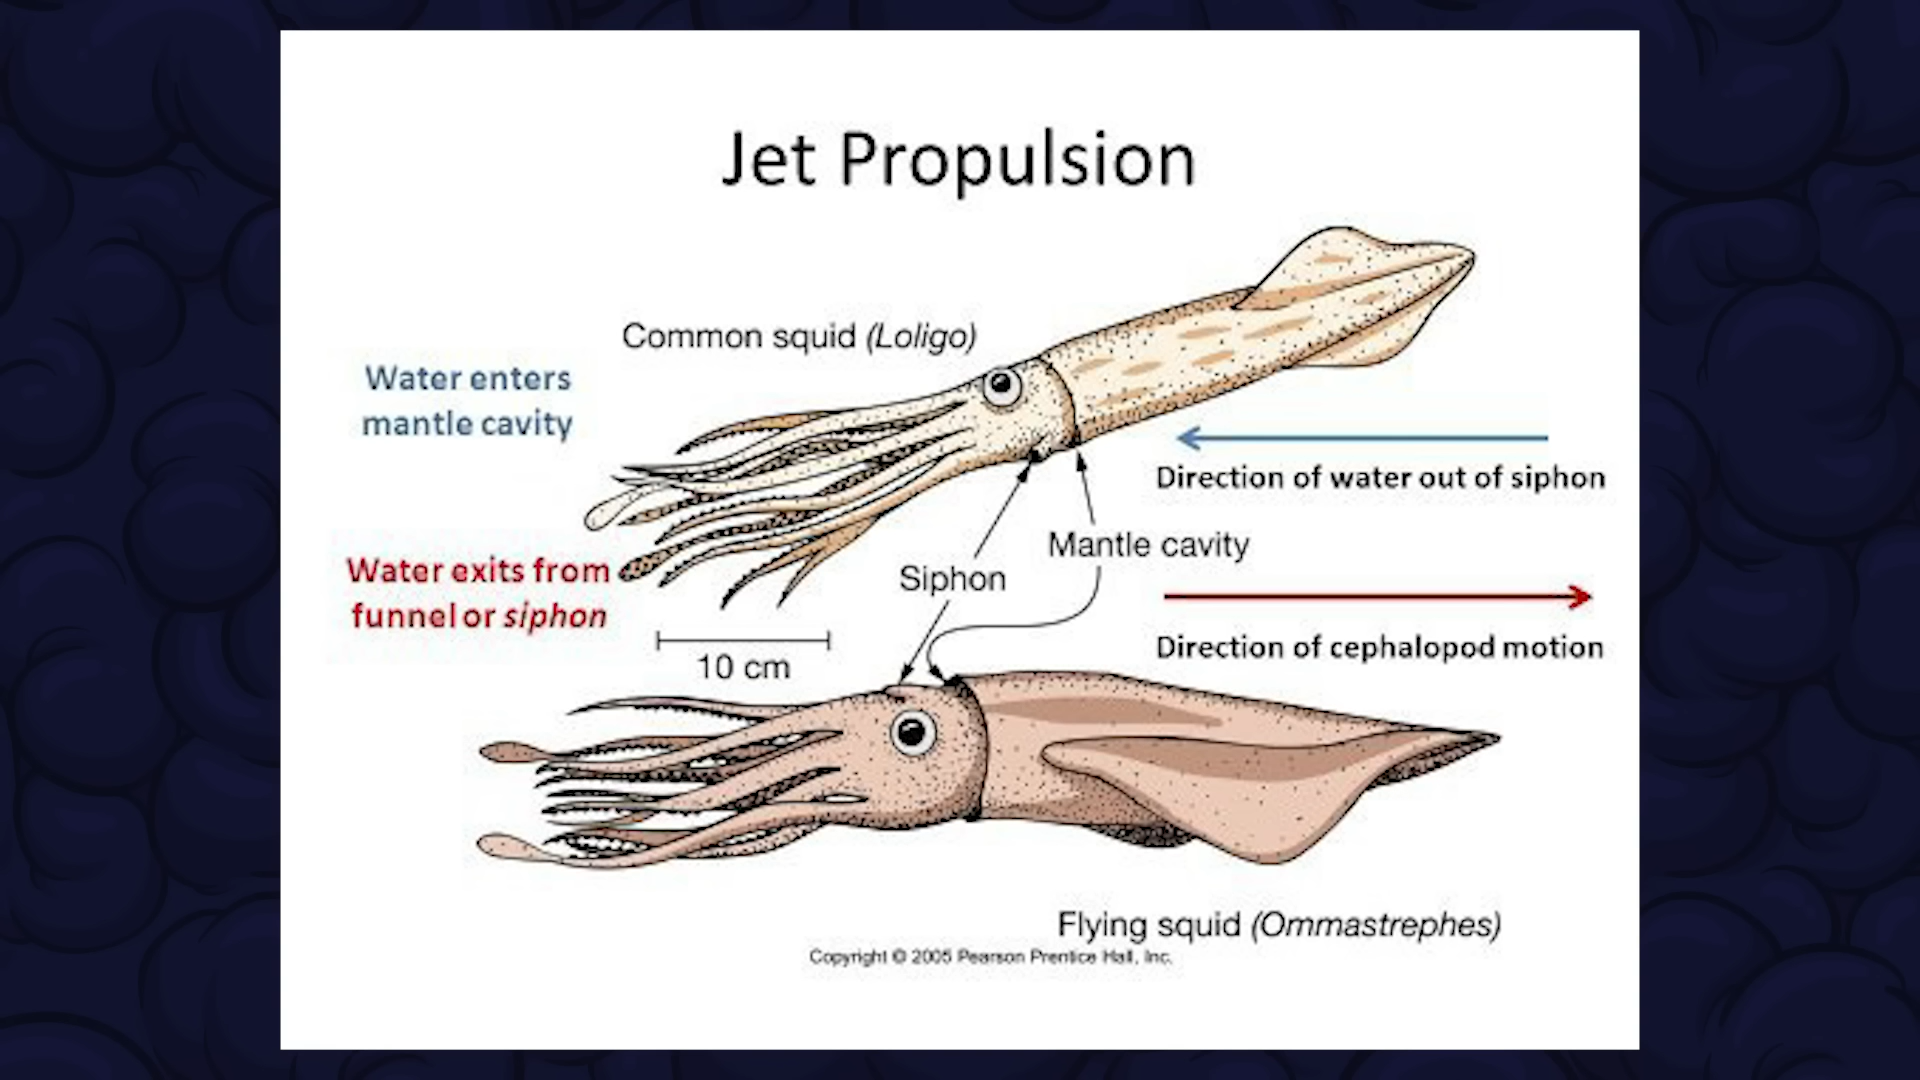 Jet Propulsion
Common squid (Loligo)
Water enters
mantle cavity
Direction of water out of siphon
Mantle cavity
Siphon
Water exits from
funnel or siphon
10 cm
Direction of cephalopod motion
Flying squid (Ommastrephes)
Copyright © 2005 Pearson Prentice Hall, Inc.